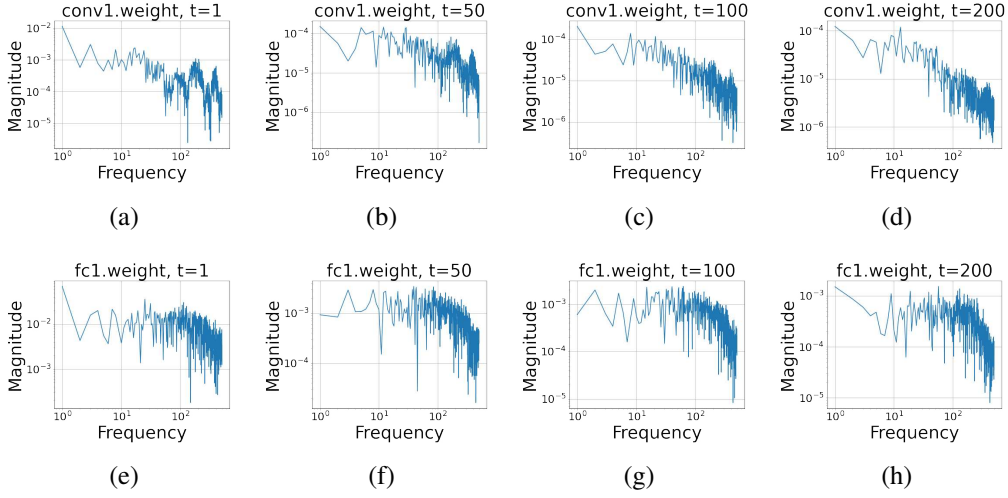 conv1.weight, t=1
conv1.weight, t=50
conv1.weight, t=100
conv1.weight, t=200
Magnitude
10^-2
10^-3
10^-4
10^-5
10^0
10^1
10^2
Frequency
Magnitude
10^-4
10^-5
10^-6
10^0
10^1
10^2
Frequency
Magnitude
10^-4
10^-5
10^-6
10^0
10^1
10^2
Frequency
Magnitude
10^-4
10^-5
10^-6
10^0
10^1
10^2
Frequency
(a)
(b)
(c)
(d)
fc1.weight, t=1
fc1.weight, t=50
fc1.weight, t=100
fc1.weight, t=200
Magnitude
10^-2
10^-3
10^0
10^1
10^2
Frequency
Magnitude
10^-3
10^-4
10^0
10^1
10^2
Frequency
Magnitude
10^-3
10^-4
10^-5
10^0
10^1
10^2
Frequency
Magnitude
10^-3
10^-4
10^-5
10^0
10^1
10^2
Frequency
(e)
(f)
(g)
(h)